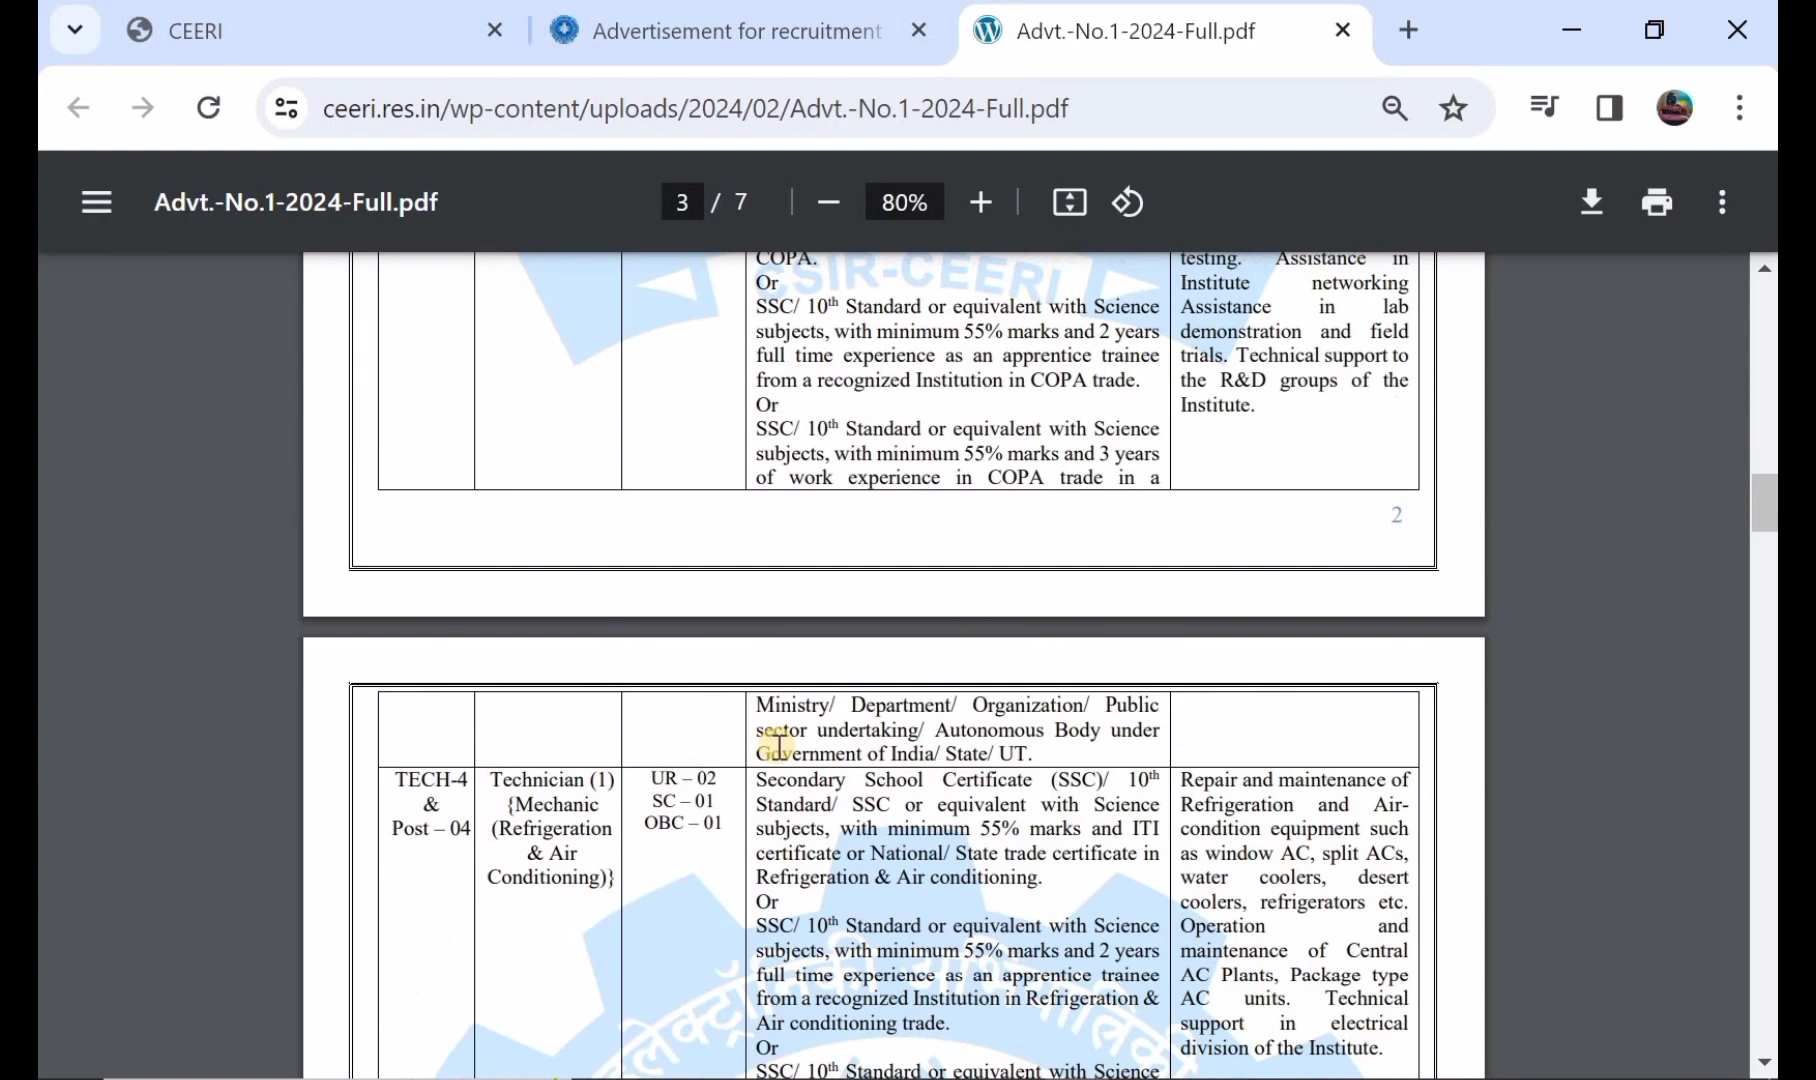 CEERI
Advertisement for recruitment
Advt.-No.1-2024-Full.pdf
ceeri.res.in/wp-content/uploads/2024/02/Advt.-No.1-2024-Full.pdf
Advt.-No.1-2024-Full.pdf
3 / 7
80%
CSIR-CEERI
COPA.
Or
SSC/ 10th Standard or equivalent with Science
subjects, with minimum 55% marks and 2 years
full time experience as an apprentice trainee
from a recognized Institution in COPA trade.
Or
SSC/ 10th Standard or equivalent with Science
subjects, with minimum 55% marks and 3 years
of work experience in COPA trade in a
testing. Assistance in
Institute networking
Assistance in lab
demonstration and field
trials. Technical support to
the R&D groups of the
Institute.
2
Ministry/ Department/ Organization/ Public
sector undertaking/ Autonomous Body under
Government of India/ State/ UT.
TECH-4
&
Post – 04
Technician (1)
{Mechanic
(Refrigeration
& Air
Conditioning)}
UR – 02
SC – 01
OBC – 01
Secondary School Certificate (SSC)/ 10th
Standard/ SSC or equivalent with Science
subjects, with minimum 55% marks and ITI
certificate or National/ State trade certificate in
Refrigeration & Air conditioning.
Or
SSC/ 10th Standard or equivalent with Science
subjects, with minimum 55% marks and 2 years
full time experience as an apprentice trainee
from a recognized Institution in Refrigeration &
Air conditioning trade.
Or
SSC/ 10th Standard or equivalent with Science
Repair and maintenance of
Refrigeration and Air-
condition equipment such
as window AC, split ACs,
water coolers, desert
coolers, refrigerators etc.
Operation and
maintenance of Central
AC Plants, Package type
AC units. Technical
support in electrical
division of the Institute.